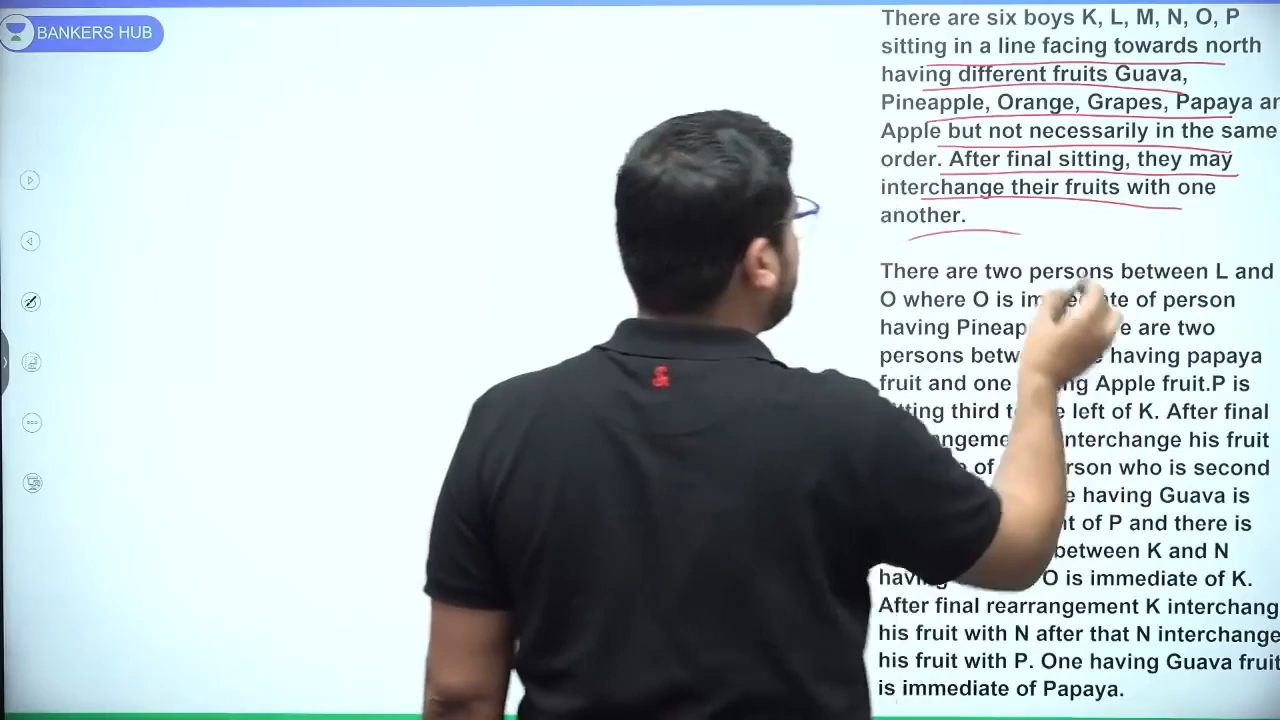 BANKERS HUB
There are six boys K, L, M, N, O, P
sitting in a line facing towards north
having different fruits Guava,
Pineapple, Orange, Grapes, Papaya
Apple but not necessarily in the same
order. After final sitting, they may
interchange their fruits with one
another.
There are two persons between L and
O where O is of person
having are two
persons having papaya
fruit and one Apple fruit.P is
third left of K. After final
interchange his fruit
of who is second
having Guava is
of P and there is
between K and N
O is immediate of K.
After final rearrangement K
his fruit with N after that N
his fruit with P. One having Guava fruit
is immediate of Papaya.